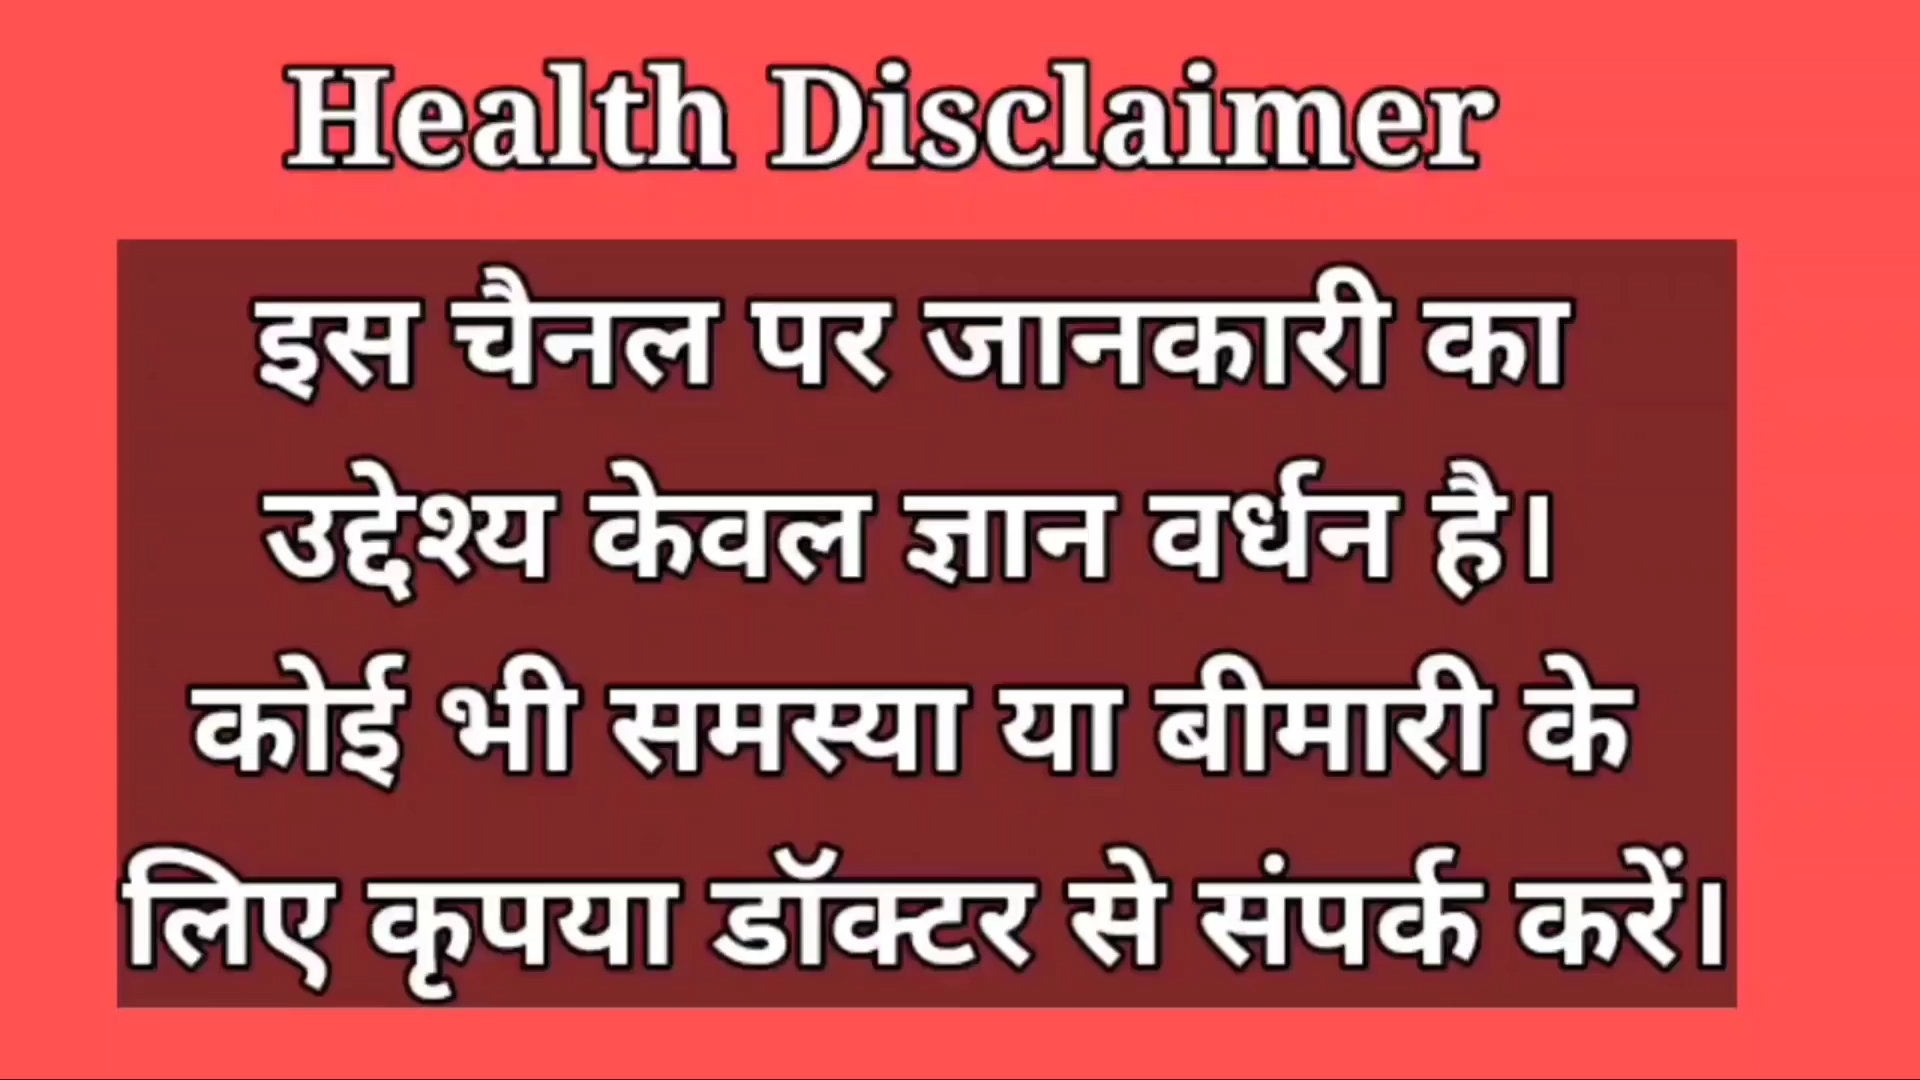 Health Disclaimer
इस चैनल पर जानकारी का
उद्देश्य केवल ज्ञान वर्धन है।
कोई भी समस्या या बीमारी के
लिए कृपया डॉक्टर से संपर्क करें।